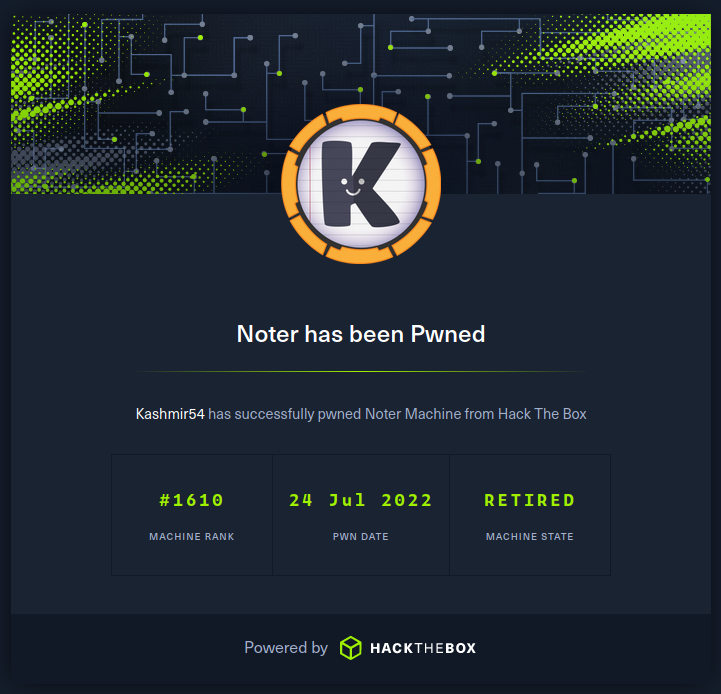 K
Noter has been Pwned
Kashmir54 has successfully pwned Noter Machine from Hack The Box
#1610 24 Jul 2022 RETIRED
MACHINE RANK PWN DATE MACHINE STATE
Powered by HACKTHEBOX